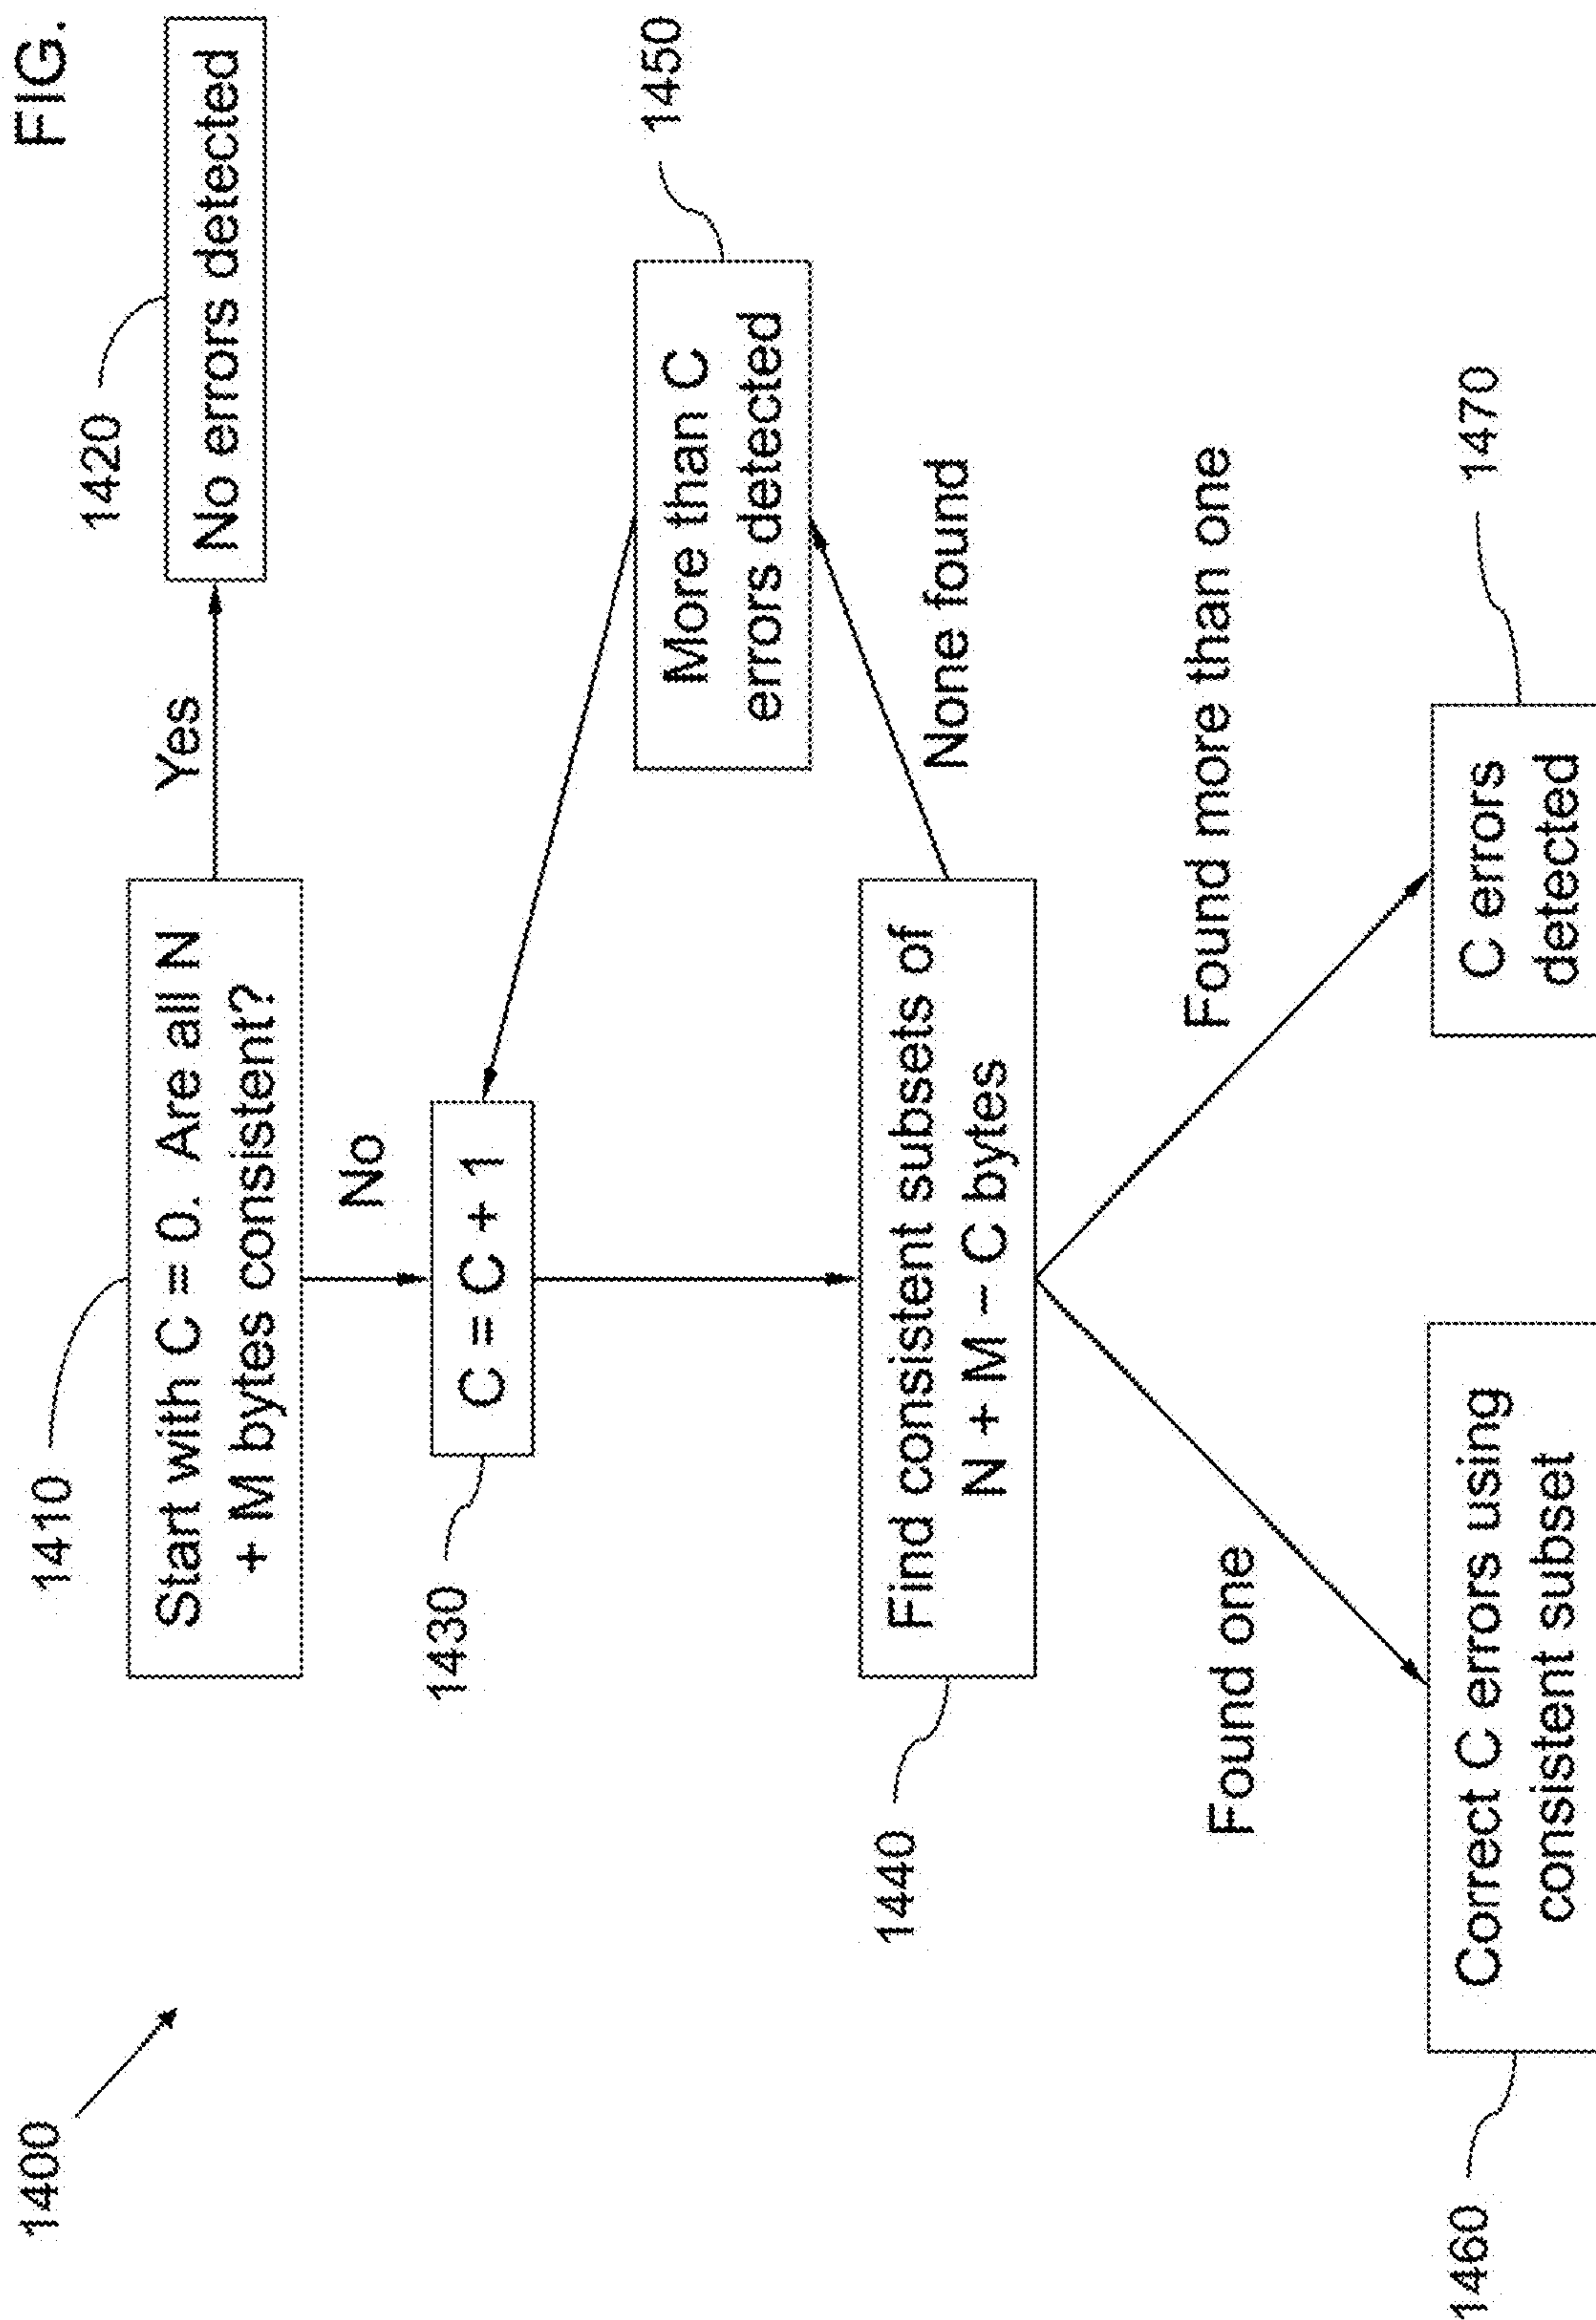 FIG.
1400
1410
Start with C = 0. Are all N
+ M bytes consistent?
Yes
1420
No errors detected
No
1430
C = C + 1
1450
More than C
errors detected
1440
Find consistent subsets of
N + M – C bytes
None found
Found one
Found more than one
1460
Correct C errors using
consistent subset
1470
C errors
detected